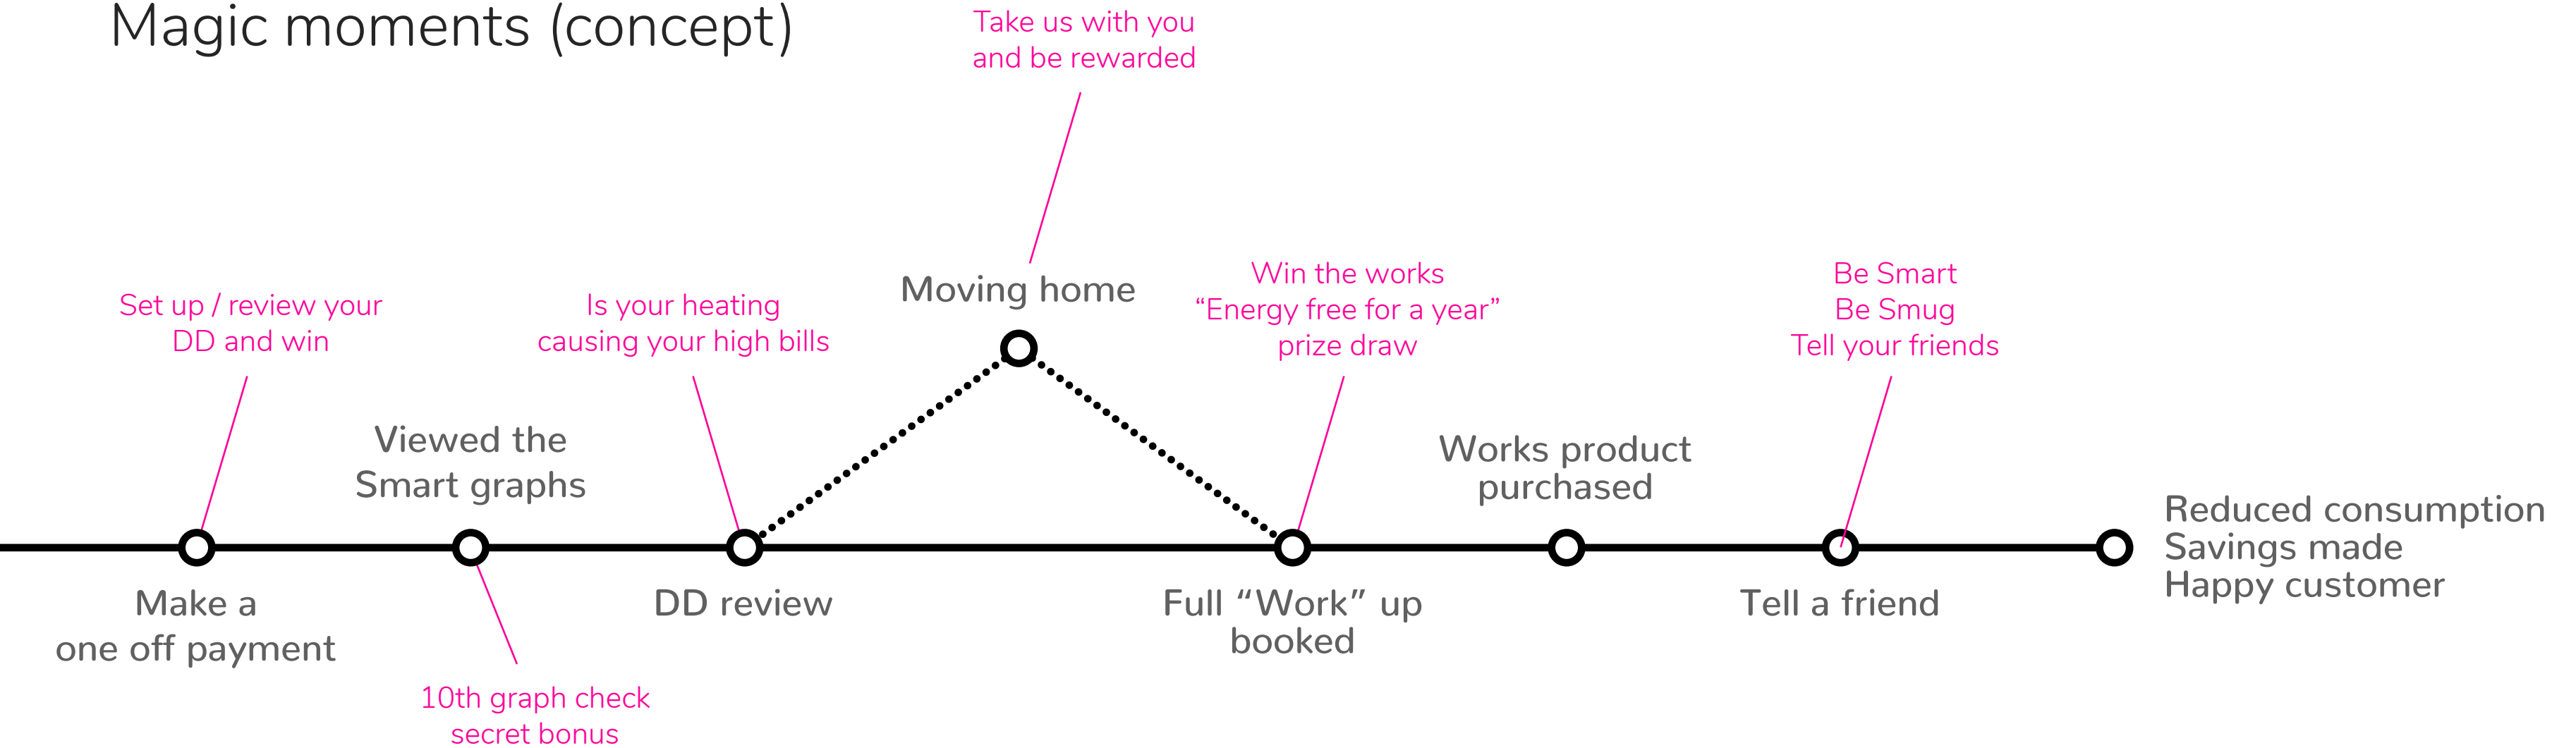 Magic moments (concept)
Take us with you
and be rewarded
Moving home
Set up / review your
DD and win
Is your heating
causing your high bills
Win the works
“Energy free for a year”
prize draw
Be Smart
Be Smug
Tell your friends
Viewed the
Smart graphs
Works product
purchased
Reduced consumption
Savings made
Happy customer
Make a
one off payment
DD review
Full “Work” up
booked
Tell a friend
10th graph check
secret bonus